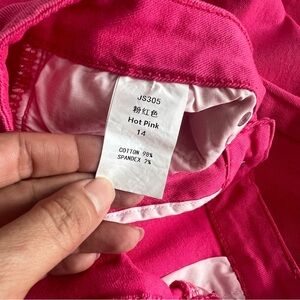 JS305
粉红色
Hot Pink
14
COTTON 98%
SPANDEX 2%